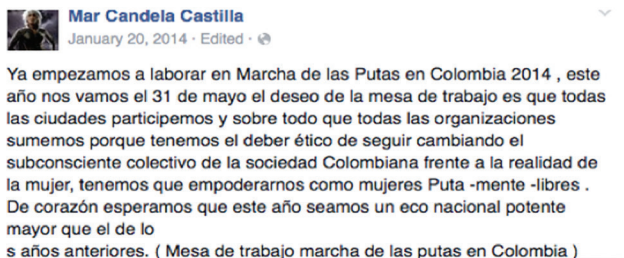 Mar Candela Castilla
January 20, 2014 · Edited ·
Ya empezamos a laborar en Marcha de las Putas en Colombia 2014 , este
año nos vamos el 31 de mayo el deseo de la mesa de trabajo es que todas
las ciudades participemos y sobre todo que todas las organizaciones
sumemos porque tenemos el deber ético de seguir cambiando el
subconsciente colectivo de la sociedad Colombiana frente a la realidad de
la mujer, tenemos que empoderarnos como mujeres Puta -mente -libres .
De corazón esperamos que este año seamos un eco nacional potente
mayor que el de lo
s años anteriores. ( Mesa de trabajo marcha de las putas en Colombia )